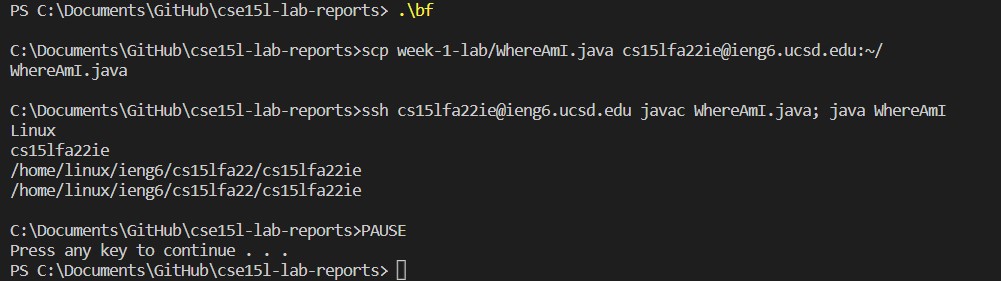 PS C:\Documents\GitHub\cse15l-lab-reports> .\bf
C:\Documents\GitHub\cse15l-lab-reports>scp week-1-lab/WhereAmI.java cs15lfa22ie@ieng6.ucsd.edu:~/
WhereAmI.java
C:\Documents\GitHub\cse15l-lab-reports>ssh cs15lfa22ie@ieng6.ucsd.edu javac WhereAmI.java; java WhereAmI
Linux
cs15lfa22ie
/home/linux/ieng6/cs15lfa22/cs15lfa22ie
/home/linux/ieng6/cs15lfa22/cs15lfa22ie
C:\Documents\GitHub\cse15l-lab-reports>PAUSE
Press any key to continue . . .
PS C:\Documents\GitHub\cse15l-lab-reports>